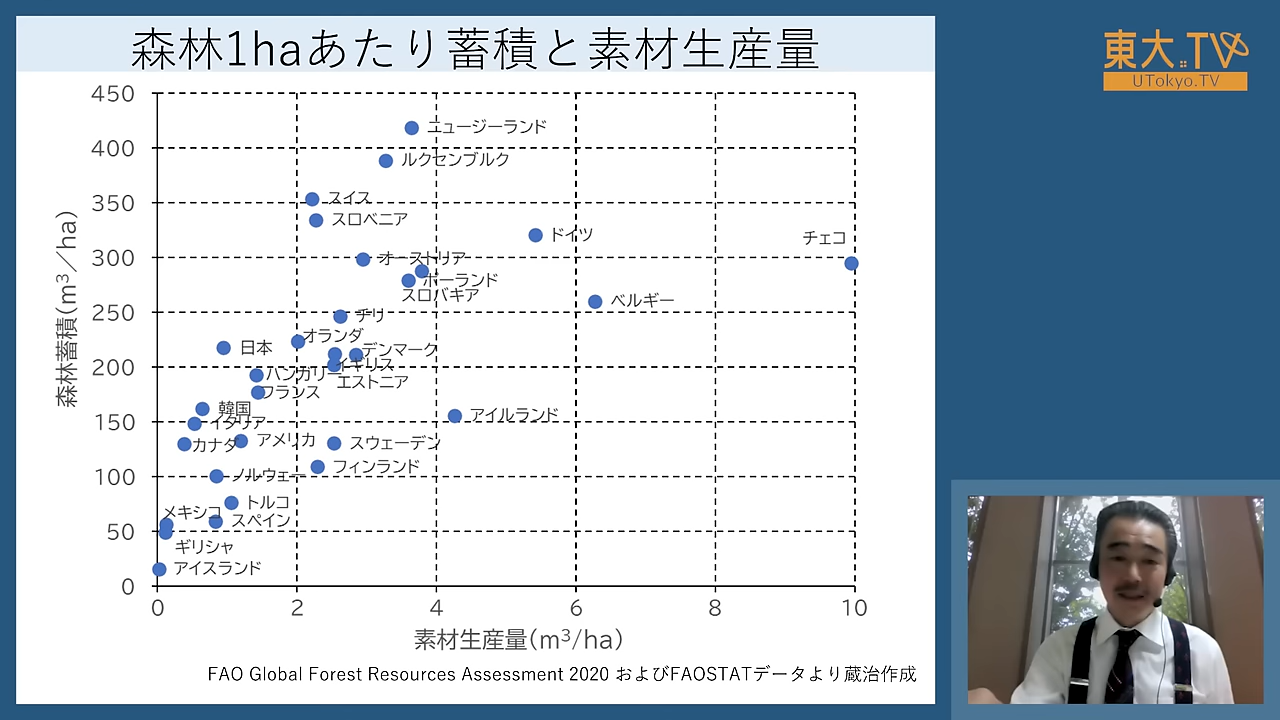 森林1haあたり蓄積と素材生産量
東大.TV
UTokyo.TV
450
400
350
300
250
200
150
100
50
0
森林蓄積(m³/ha)
ニュージーランド
ルクセンブルク
スイス
スロベニア
ドイツ
チェコ
オーストリア
ポーランド
スロバキア
ベルギー
チリ
オランダ
日本
デンマーク
イギリス
ハンガリー
エストニア
フランス
韓国
アイルランド
イタリア
カナダ
アメリカ
スウェーデン
フィンランド
ノルウェー
トルコ
メキシコ
スペイン
ギリシャ
アイスランド
0 2 4 6 8 10
素材生産量(m³/ha)
FAO Global Forest Resources Assessment 2020 およびFAOSTATデータより蔵治作成